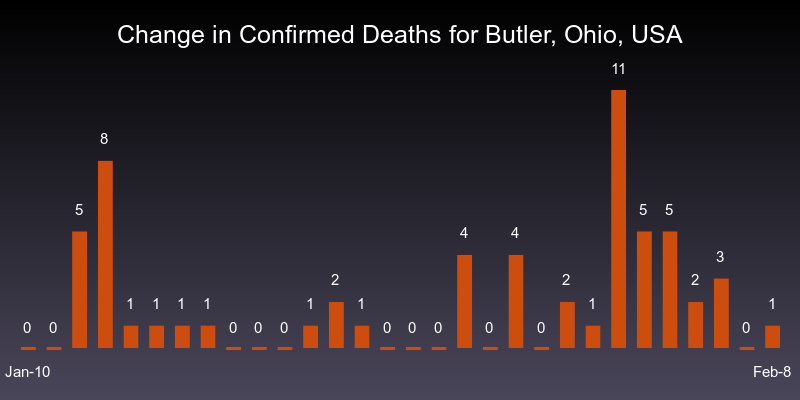 Change in Confirmed Deaths for Butler, Ohio, USA
11
8
5 5 5
4 4
3
2 2 2
1 1 1 1 1 1 1 1
0 0 0 0 0 0 0 0 0 0 0
Jan-10 Feb-8